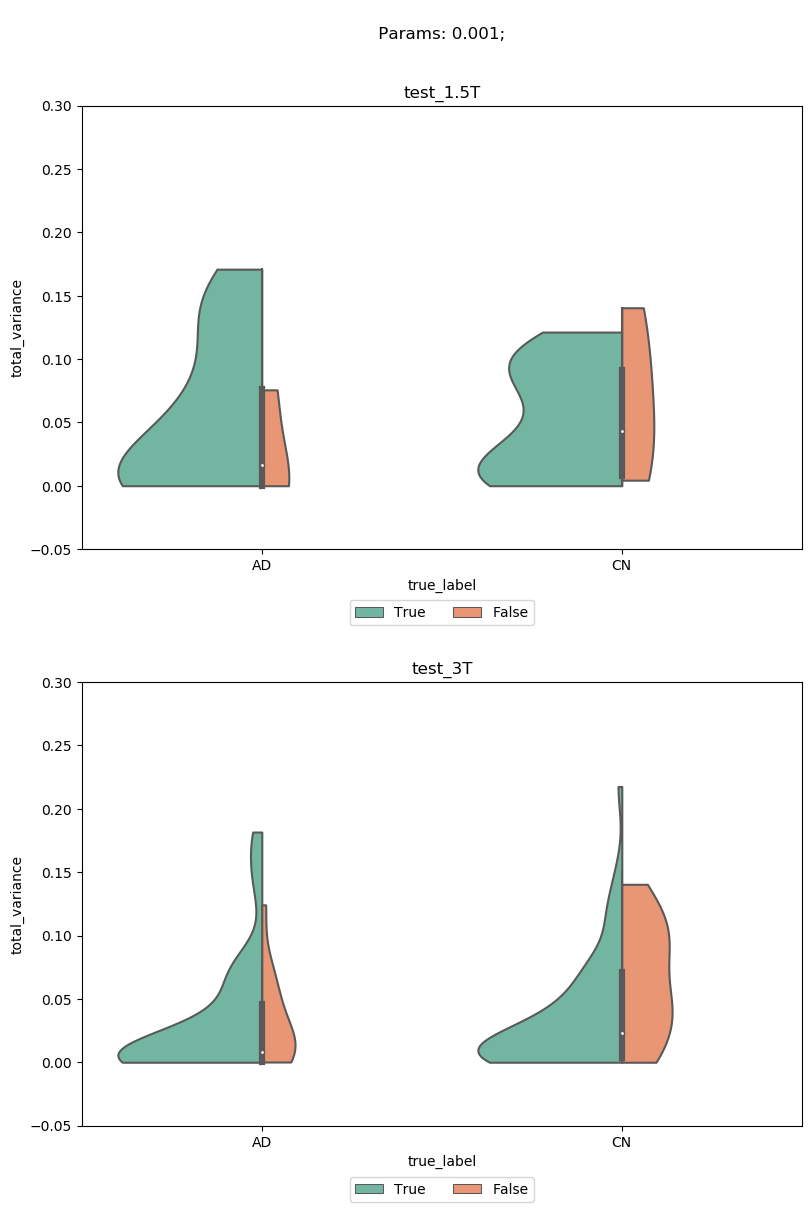 Params: 0.001;
test_1.5T
0.30
0.25
0.20
0.15
0.10
0.05
0.00
−0.05
total_variance
AD CN
true_label
True False
test_3T
0.30
0.25
0.20
0.15
0.10
0.05
0.00
−0.05
total_variance
AD CN
true_label
True False